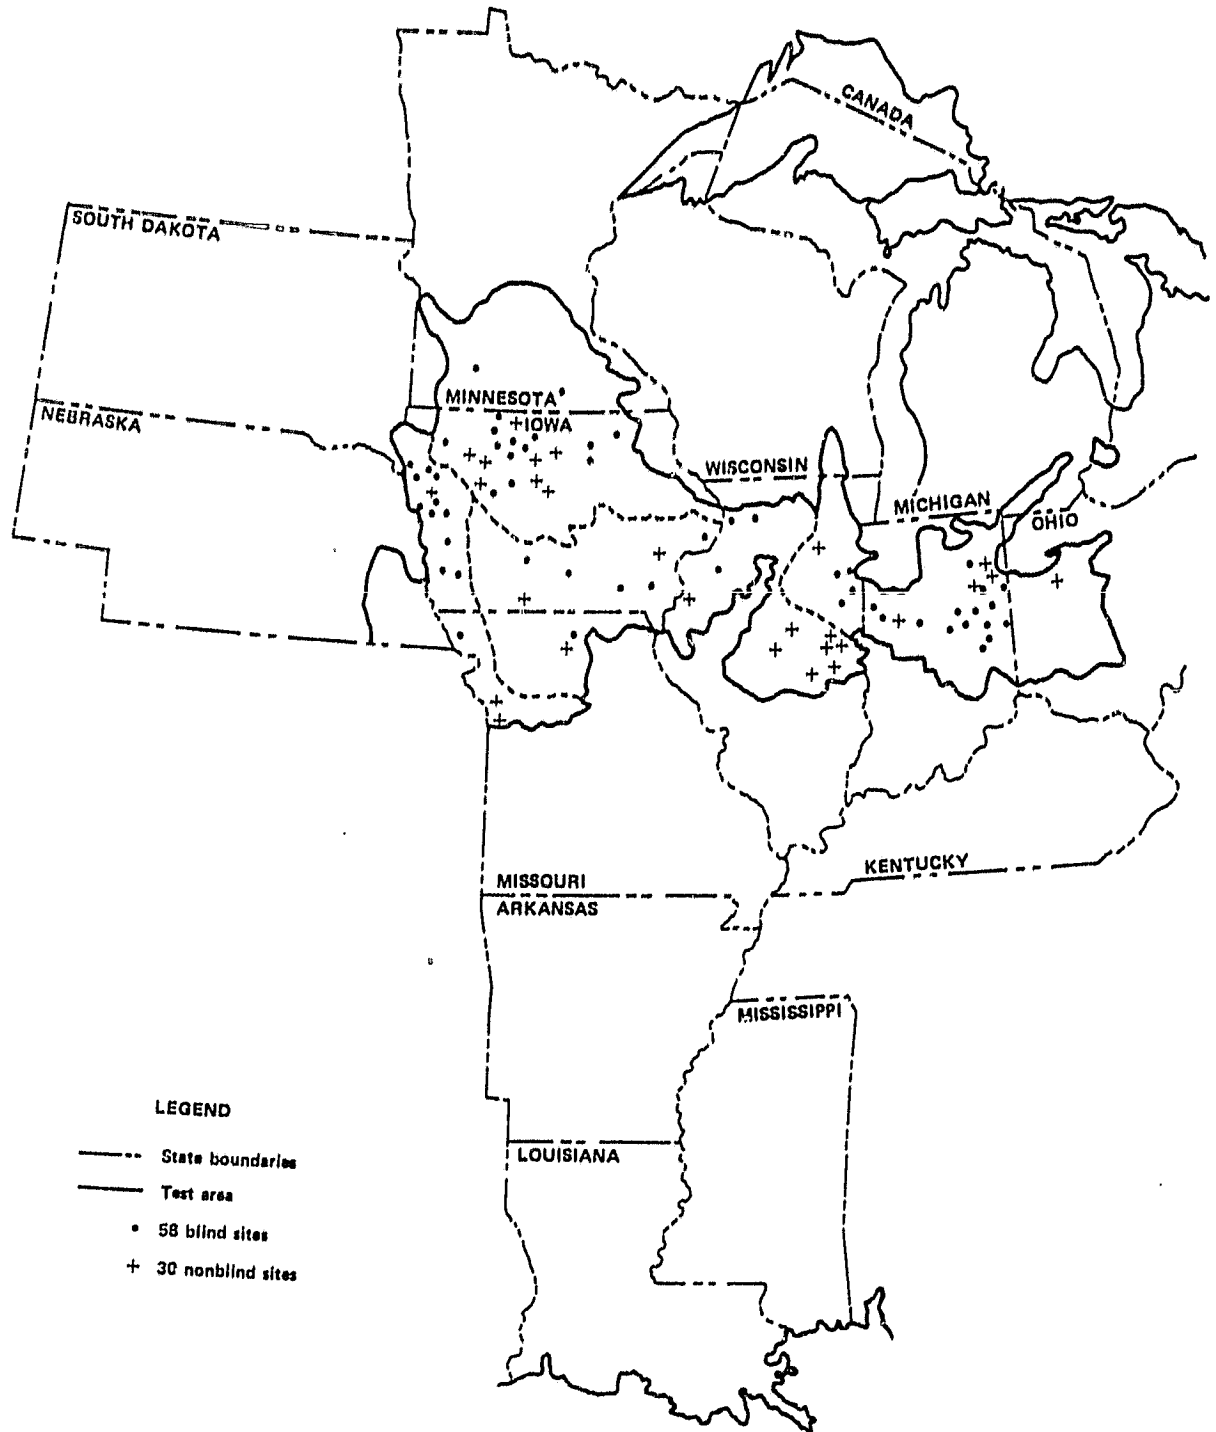 CANADA
SOUTH DAKOTA
MINNESOTA
NEBRASKA
IOWA
WISCONSIN
MICHIGAN
OHIO
KENTUCKY
MISSOURI
ARKANSAS
MISSISSIPPI
LEGEND
LOUISIANA
State boundaries
Test area
58 blind sites
30 nonblind sites